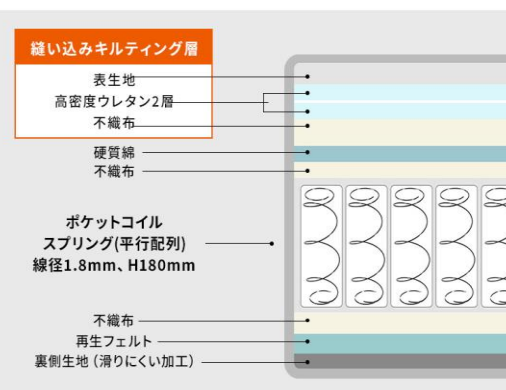 縫い込みキルティング層
表生地
高密度ウレタン2層
不織布
硬質綿
不織布
ポケットコイル
スプリング(平行配列)
線径1.8mm、H180mm
不織布
再生フェルト
裏側生地（滑りにくい加工）